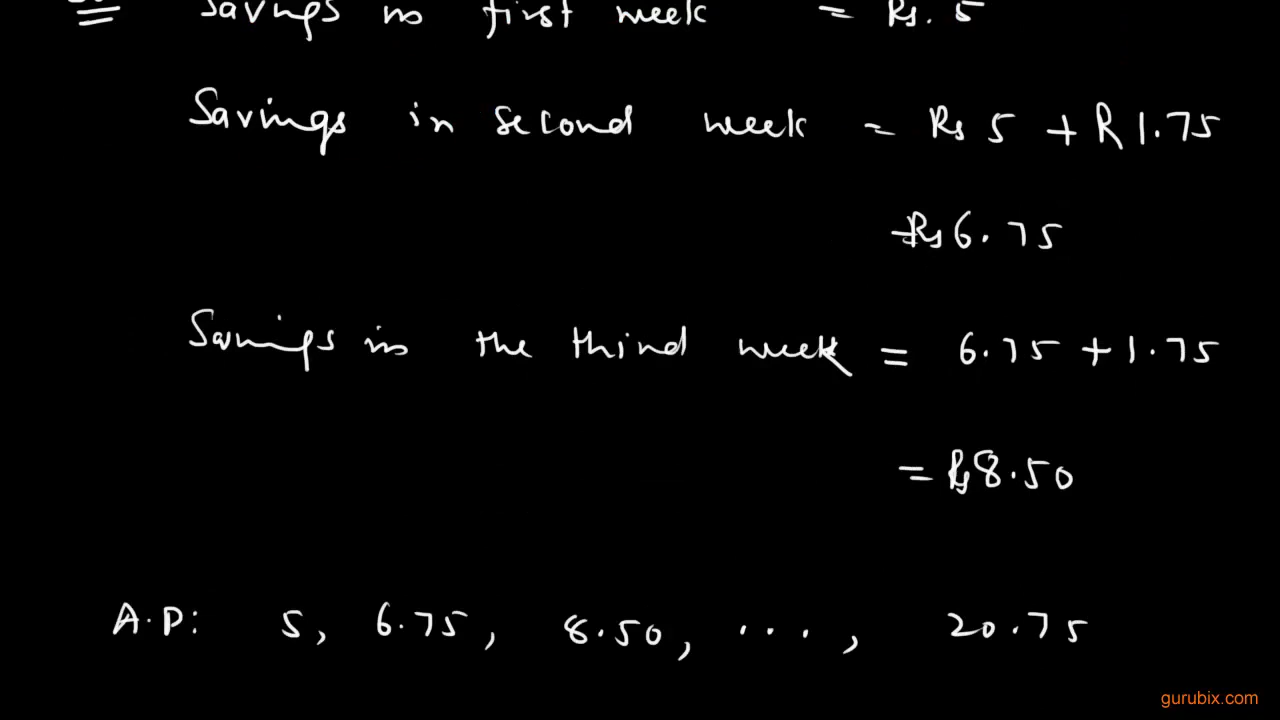 Savings in first week = Rs. 5
Savings in second week = Rs 5 + R 1.75
= Rs 6.75
Savings in the third week = 6.75 + 1.75
= Rs 8.50
A.P: 5, 6.75, 8.50, ..., 20.75
gurubix.com